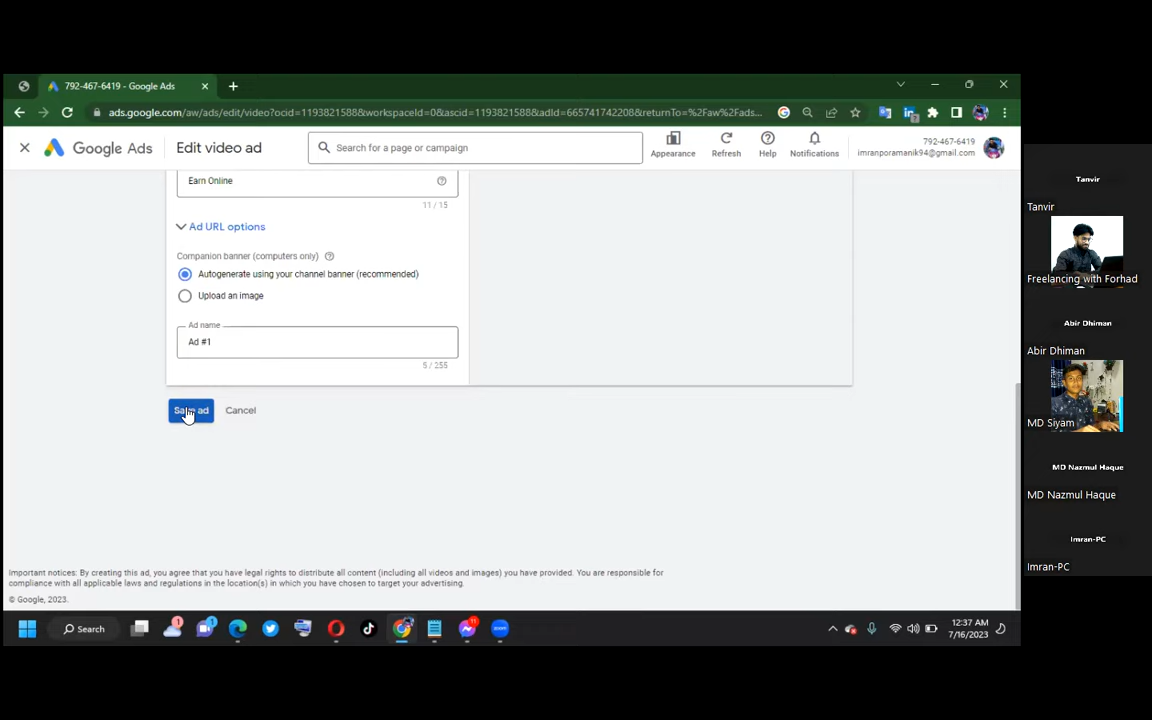 792-467-6419 - Google Ads
ads.google.com/aw/ads/edit/video?ocid=1193821588&workspaceId=0&ascid=1193821588&adId=665741742208&returnTo=%2Faw%2Fads...
Google Ads
Edit video ad
Search for a page or campaign
Appearance
Refresh
Help
Notifications
792-467-6419
imranporamanik94@gmail.com
Earn Online
11 / 15
Ad URL options
Companion banner (computers only)
Autogenerate using your channel banner (recommended)
Upload an image
Ad name
Ad #1
5 / 255
Save ad
Cancel
Important notices: By creating this ad, you agree that you have legal rights to distribute all content (including all videos and images) you have provided. You are responsible for
compliance with all applicable laws and regulations in the location(s) in which you have chosen to target your advertising.
© Google, 2023.
Search
1
1
11
zoom
12:37 AM
7/16/2023
Tanvir
Tanvir
Freelancing with Forhad
Abir Dhiman
Abir Dhiman
MD Siyam
MD Nazmul Haque
MD Nazmul Haque
Imran-PC
Imran-PC